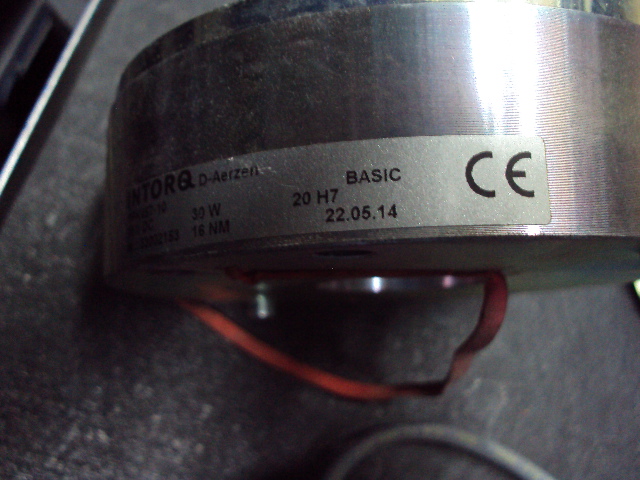 INTORQ D-Aerzen
BASIC
30 W
20 H7
16 NM
22.05.14
CE